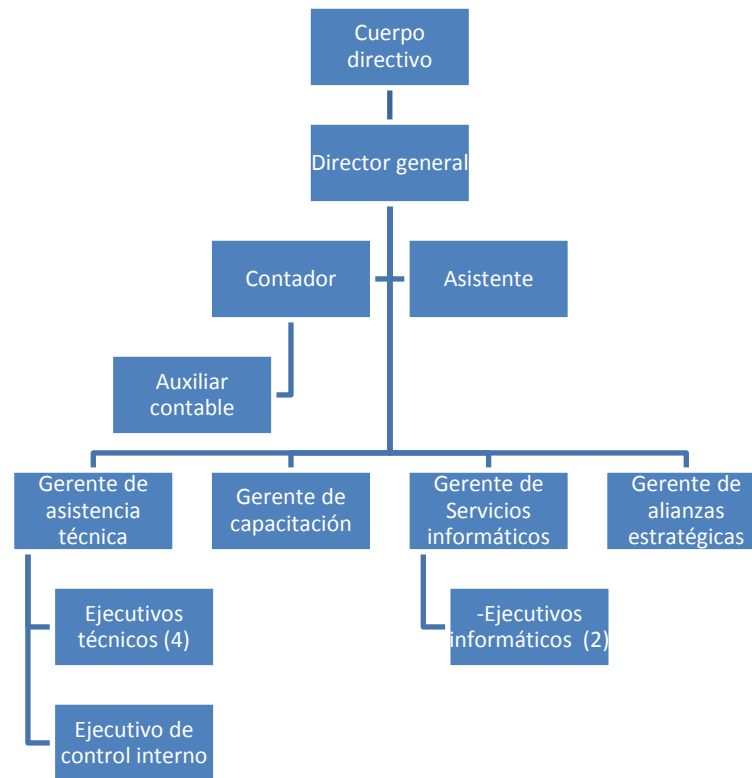 Cuerpo
directivo
Director general
Contador
Asistente
Auxiliar
contable
Gerente de
asistencia
técnica
Gerente de
capacitación
Gerente de
Servicios
informáticos
Gerente de
alianzas
estratégicas
Ejecutivos
técnicos (4)
-Ejecutivos
informáticos  (2)
Ejecutivo de
control interno